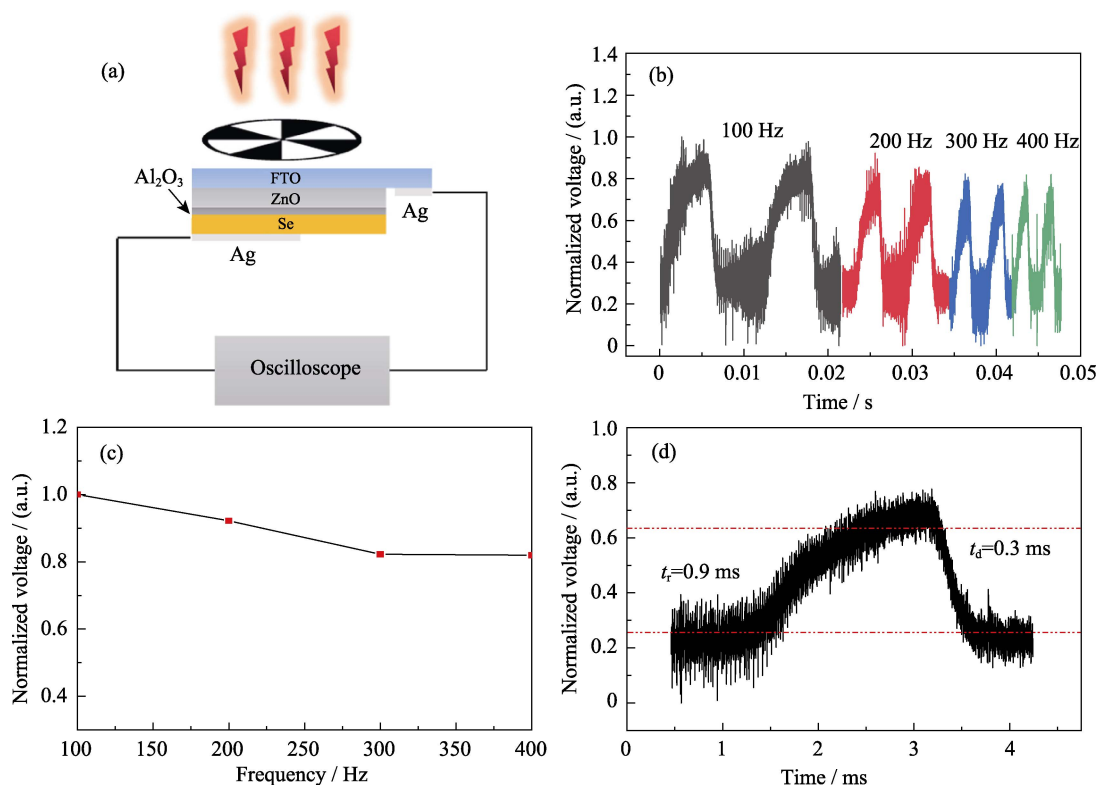 (a)
Al₂O₃
FTO
ZnO
Se
Ag
Ag
Oscilloscope
(b)
Normalized voltage / (a.u.)
1.4
1.2
1.0
0.8
0.6
0.4
0.2
0
100 Hz
200 Hz
300 Hz
400 Hz
0
0.01
0.02
0.03
0.04
0.05
Time / s
(c)
Normalized voltage / (a.u.)
1.2
1.0
0.8
0.6
0.4
100
150
200
250
300
350
400
Frequency / Hz
(d)
Normalized voltage / (a.u.)
1.0
0.8
0.6
0.4
0.2
0
tᵣ=0.9 ms
t_d=0.3 ms
0
1
2
3
4
Time / ms